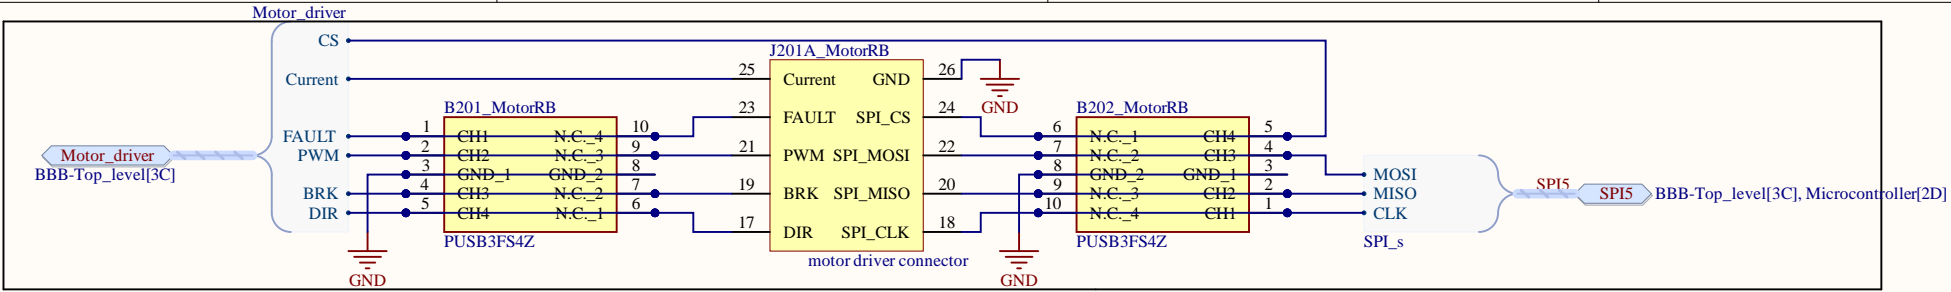 Motor_driver
CS
J201A_MotorRB
Current 25 Current GND 26
GND
B201_MotorRB 23 FAULT SPI_CS 24 B202_MotorRB
FAULT 1 CH1 N.C._4 10 6 N.C._1 CH4 5
Motor_driver PWM 2 CH2 N.C._3 9 21 PWM SPI_MOSI 22 7 N.C._2 CH3 4
BBB-Top_level[3C] 3 GND_1 GND_2 8 8 GND_2 GND_1 3 MOSI
BRK 4 CH3 N.C._2 7 19 BRK SPI_MISO 20 9 N.C._3 CH2 2 MISO SPI5 SPI5 BBB-Top_level[3C], Microcontroller[2D]
DIR 5 CH4 N.C._1 6 10 N.C._4 CH1 1 CLK
17 DIR SPI_CLK 18
PUSB3FS4Z PUSB3FS4Z SPI_s
motor driver connector
GND GND